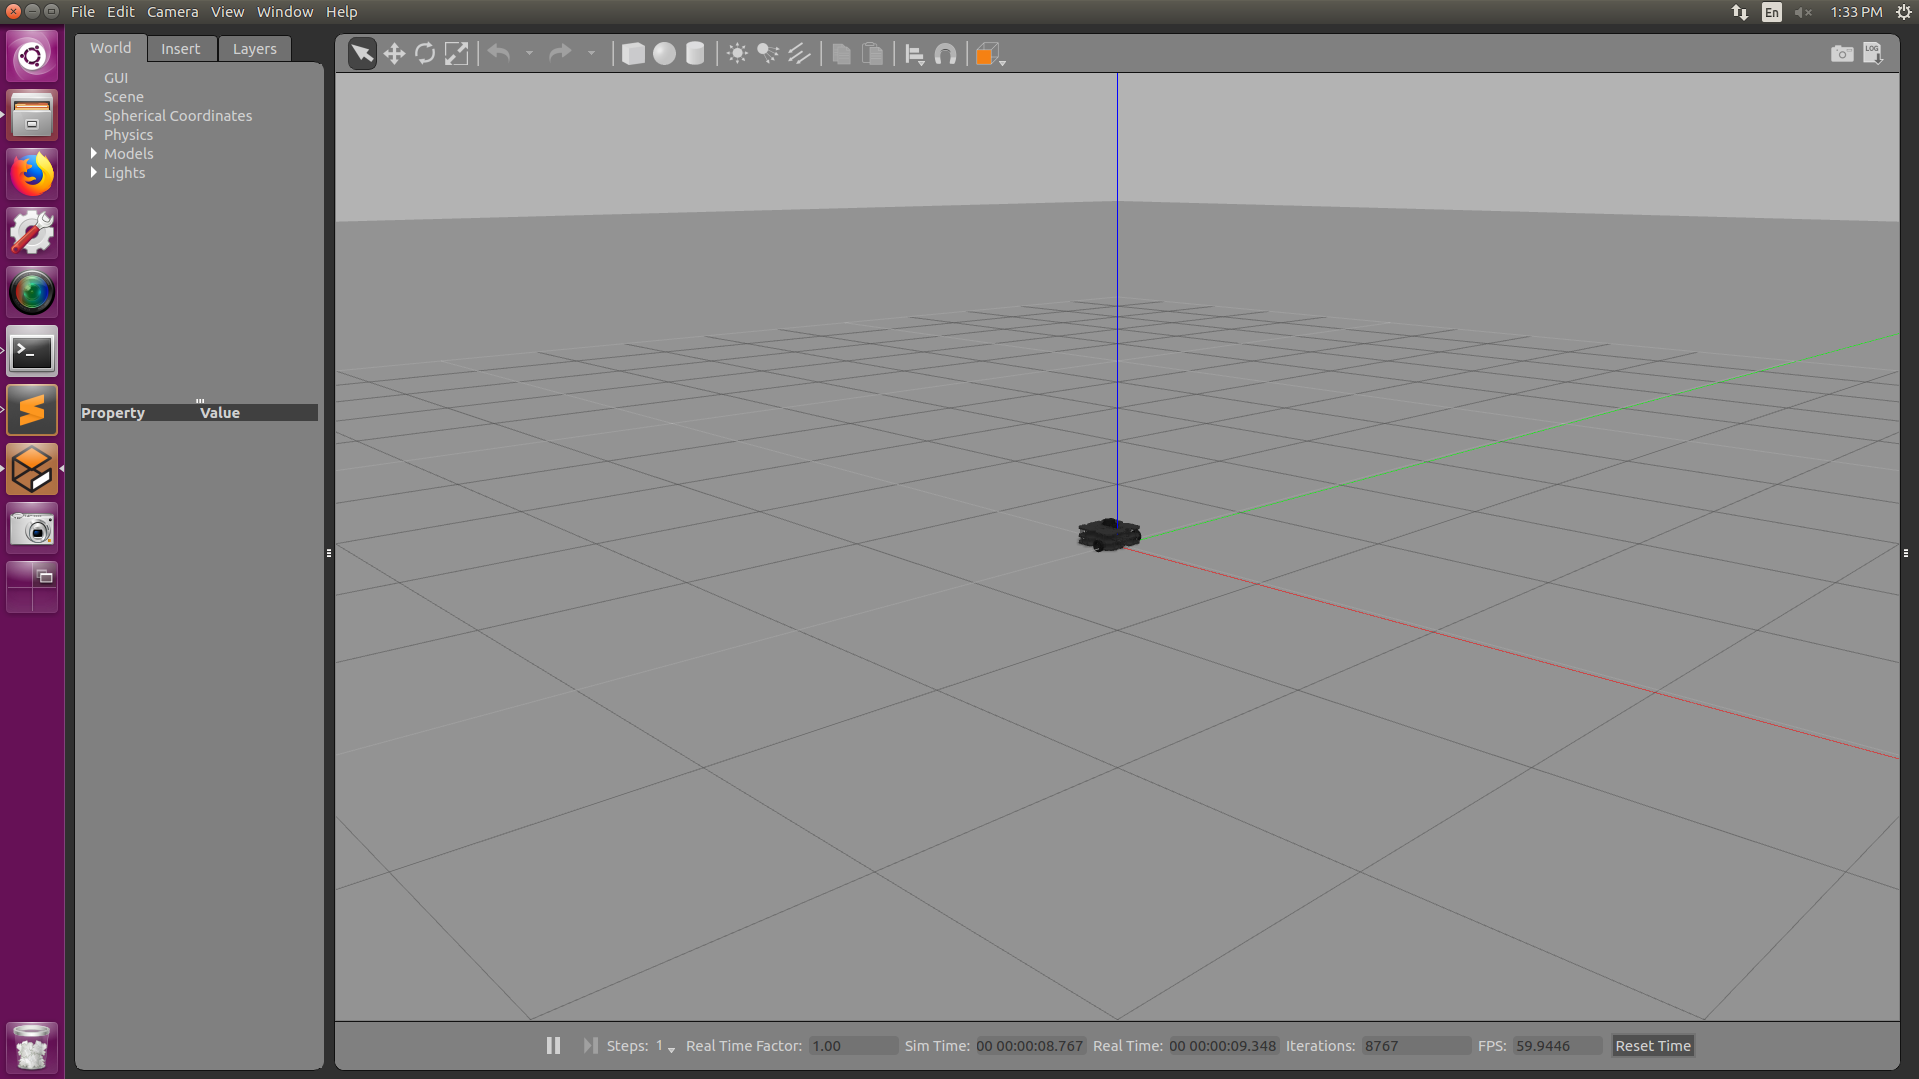 File Edit Camera View Window Help
En
1:33 PM
World Insert Layers
LOG
GUI
Scene
Spherical Coordinates
Physics
Models
Lights
Property Value
>_
Steps: 1 Real Time Factor: 1.00 Sim Time: 00 00:00:08.767 Real Time: 00 00:00:09.348 Iterations: 8767 FPS: 59.9446 Reset Time